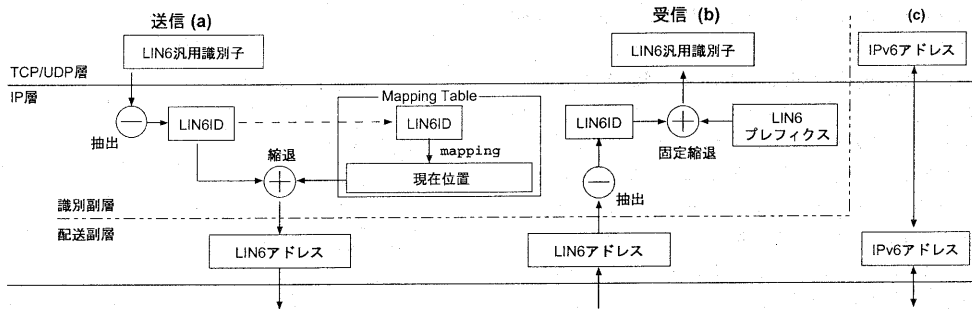 送信 (a)
受信 (b)
(c)
LIN6汎用識別子
LIN6汎用識別子
IPv6アドレス
TCP/UDP層
IP層
Mapping Table
抽出
LIN6ID
LIN6ID
mapping
現在位置
縮退
LIN6ID
固定縮退
LIN6
プレフィクス
抽出
識別副層
配送副層
LIN6アドレス
LIN6アドレス
IPv6アドレス